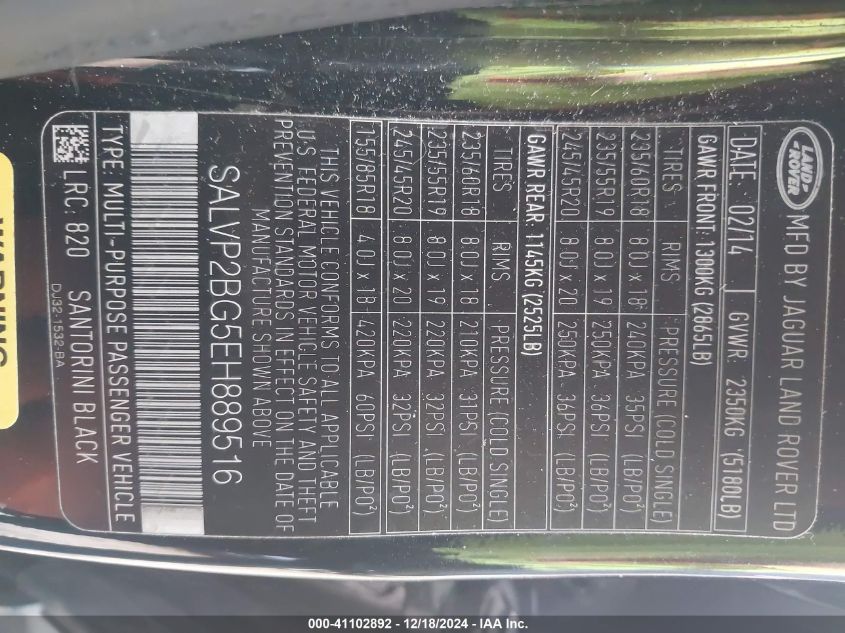 LAND
ROVER
MFD BY JAGUAR LAND ROVER LTD
DATE: 02/14 GVWR: 2350KG (5180LB)
GAWR FRONT: 1300KG (2865LB)
TIRES RIMS PRESSURE (COLD,SINGLE)
235/60R18 8.0J x 18 240KPA 35PSI (LB/PO²)
235/55R19 8.0J x 19 250KPA 36PSI (LB/PO²)
245/45R20 8.0J x 20 250KPA 36PSI (LB/PO²)
GAWR REAR: 1145KG (2525LB)
TIRES RIMS PRESSURE (COLD,SINGLE)
235/60R18 8.0J x 18 210KPA 31PSI (LB/PO²)
235/55R19 8.0J x 19 220KPA 32PSI (LB/PO²)
245/45R20 8.0J x 20 220KPA 32PSI (LB/PO²)
155/85R18 4.0J x 18 420KPA 60PSI (LB/PO²)
THIS VEHICLE CONFORMS TO ALL APPLICABLE
U.S FEDERAL MOTOR VEHICLE SAFETY AND THEFT
PREVENTION STANDARDS IN EFFECT ON THE DATE OF
MANUFACTURE SHOWN ABOVE
SALVP2BG5EH889516
TYPE: MULTI-PURPOSE PASSENGER VEHICLE
LRC: 820 SANTORINI BLACK
DJ32-1532-BA
WARNING
000-41102892 - 12/18/2024 - IAA Inc.